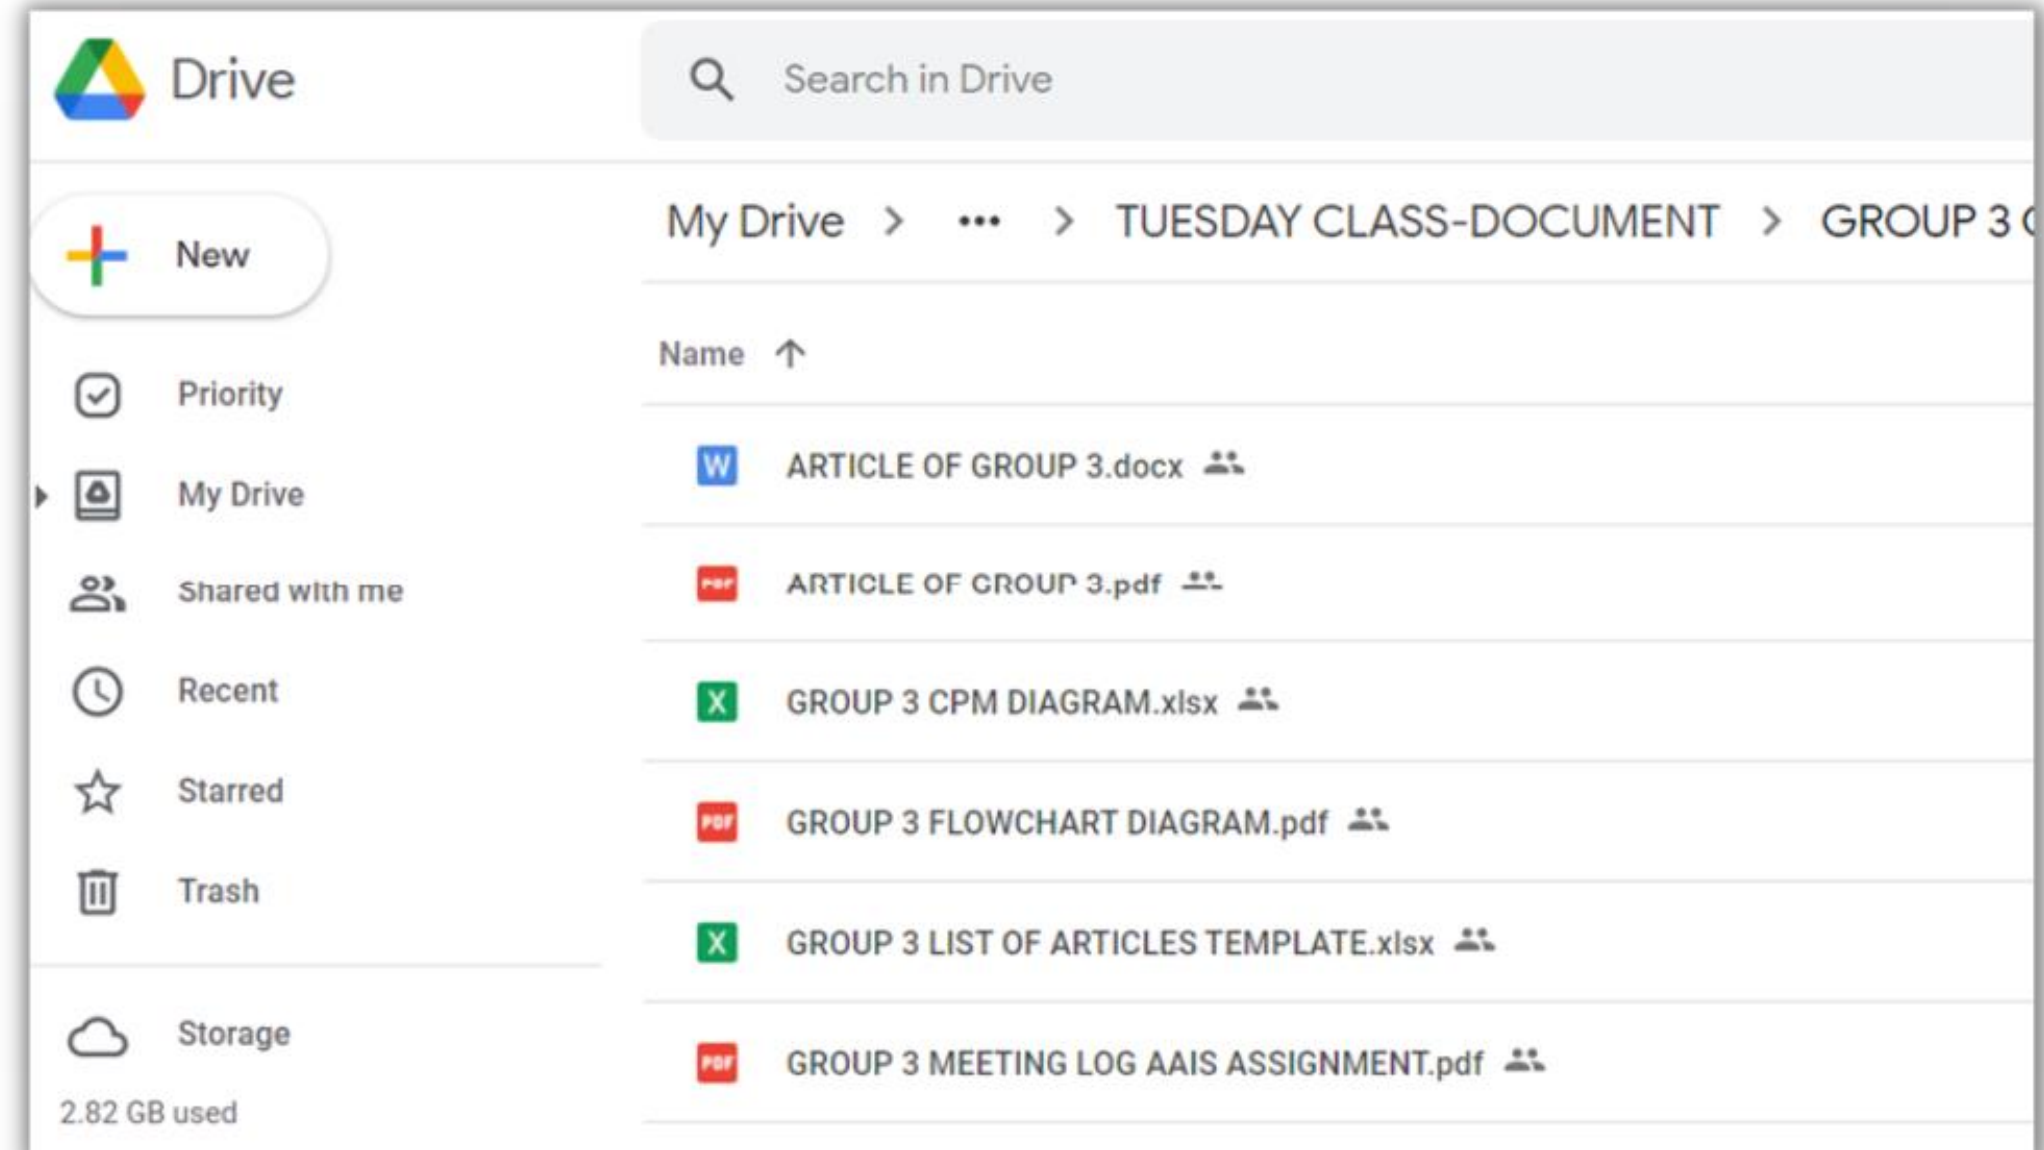 Drive
Search in Drive
New
My Drive > ••• > TUESDAY CLASS-DOCUMENT > GROUP 3
Name
Priority
My Drive
Shared with me
Recent
Starred
Trash
Storage
2.82 GB used
W ARTICLE OF GROUP 3.docx
PDF ARTICLE OF GROUP 3.pdf
X GROUP 3 CPM DIAGRAM.xlsx
PDF GROUP 3 FLOWCHART DIAGRAM.pdf
X GROUP 3 LIST OF ARTICLES TEMPLATE.xlsx
PDF GROUP 3 MEETING LOG AAIS ASSIGNMENT.pdf